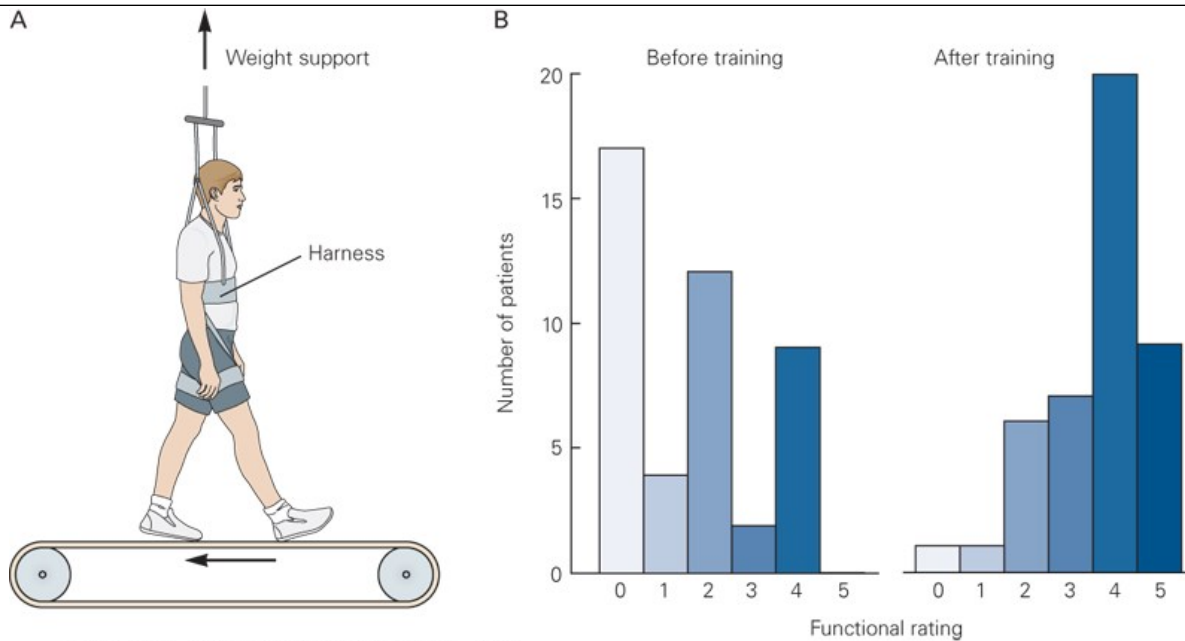 A
Weight support
Harness
B
Before training
After training
Number of patients
20
15
10
5
0
0 1 2 3 4 5
0 1 2 3 4 5
Functional rating